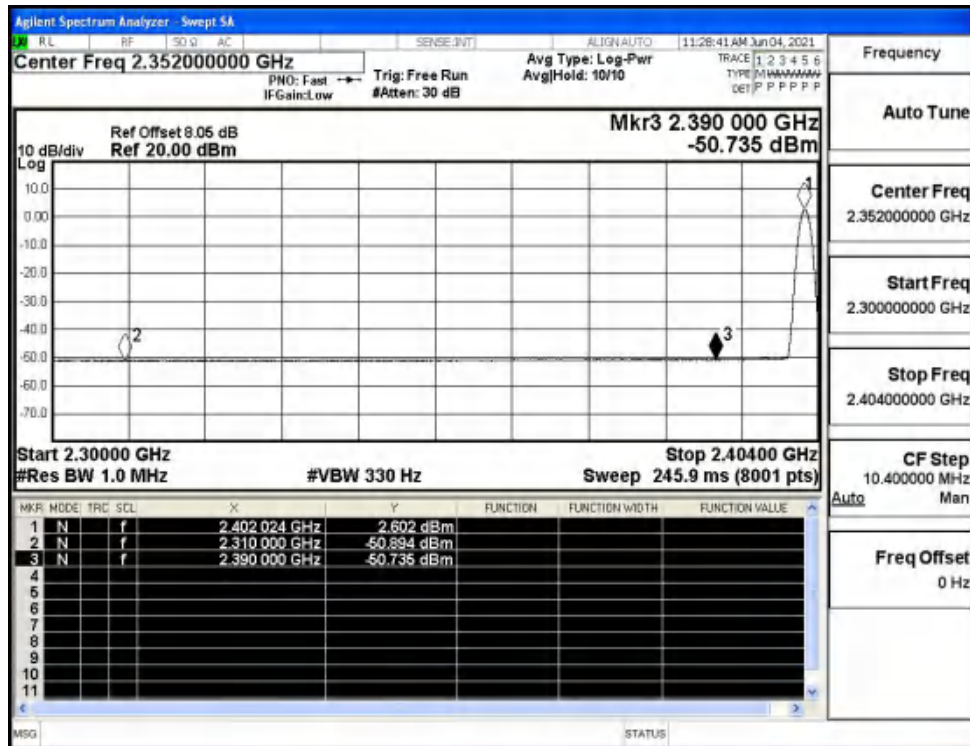 Agilent Spectrum Analyzer - Swept SA
LXI RL RF 50 Ω AC SENSE:INT ALIGN AUTO 11:28:41 AM Jun 04, 2021
Center Freq 2.352000000 GHz
PNO: Fast
IFGain:Low
Trig: Free Run
#Atten: 30 dB
Avg Type: Log-Pwr
Avg|Hold: 10/10
TRACE 1 2 3 4 5 6
TYPE M WWWWW
DET P P P P P P
Mkr3 2.390 000 GHz
-50.735 dBm
10 dB/div
Log
Ref Offset 8.05 dB
Ref 20.00 dBm
10.0
0.00
-10.0
-20.0
-30.0
-40.0
-50.0
-60.0
-70.0
1
2
3
Start 2.30000 GHz Stop 2.40400 GHz
#Res BW 1.0 MHz #VBW 330 Hz Sweep 245.9 ms (8001 pts)
MKR MODE TRC SCL X Y FUNCTION FUNCTION WIDTH FUNCTION VALUE
1 N f 2.402 024 GHz 2.602 dBm
2 N f 2.310 000 GHz -50.894 dBm
3 N f 2.390 000 GHz -50.735 dBm
4
5
6
7
8
9
10
11
MSG STATUS
Frequency
Auto Tune
Center Freq
2.352000000 GHz
Start Freq
2.300000000 GHz
Stop Freq
2.404000000 GHz
CF Step
10.400000 MHz
Auto Man
Freq Offset
0 Hz